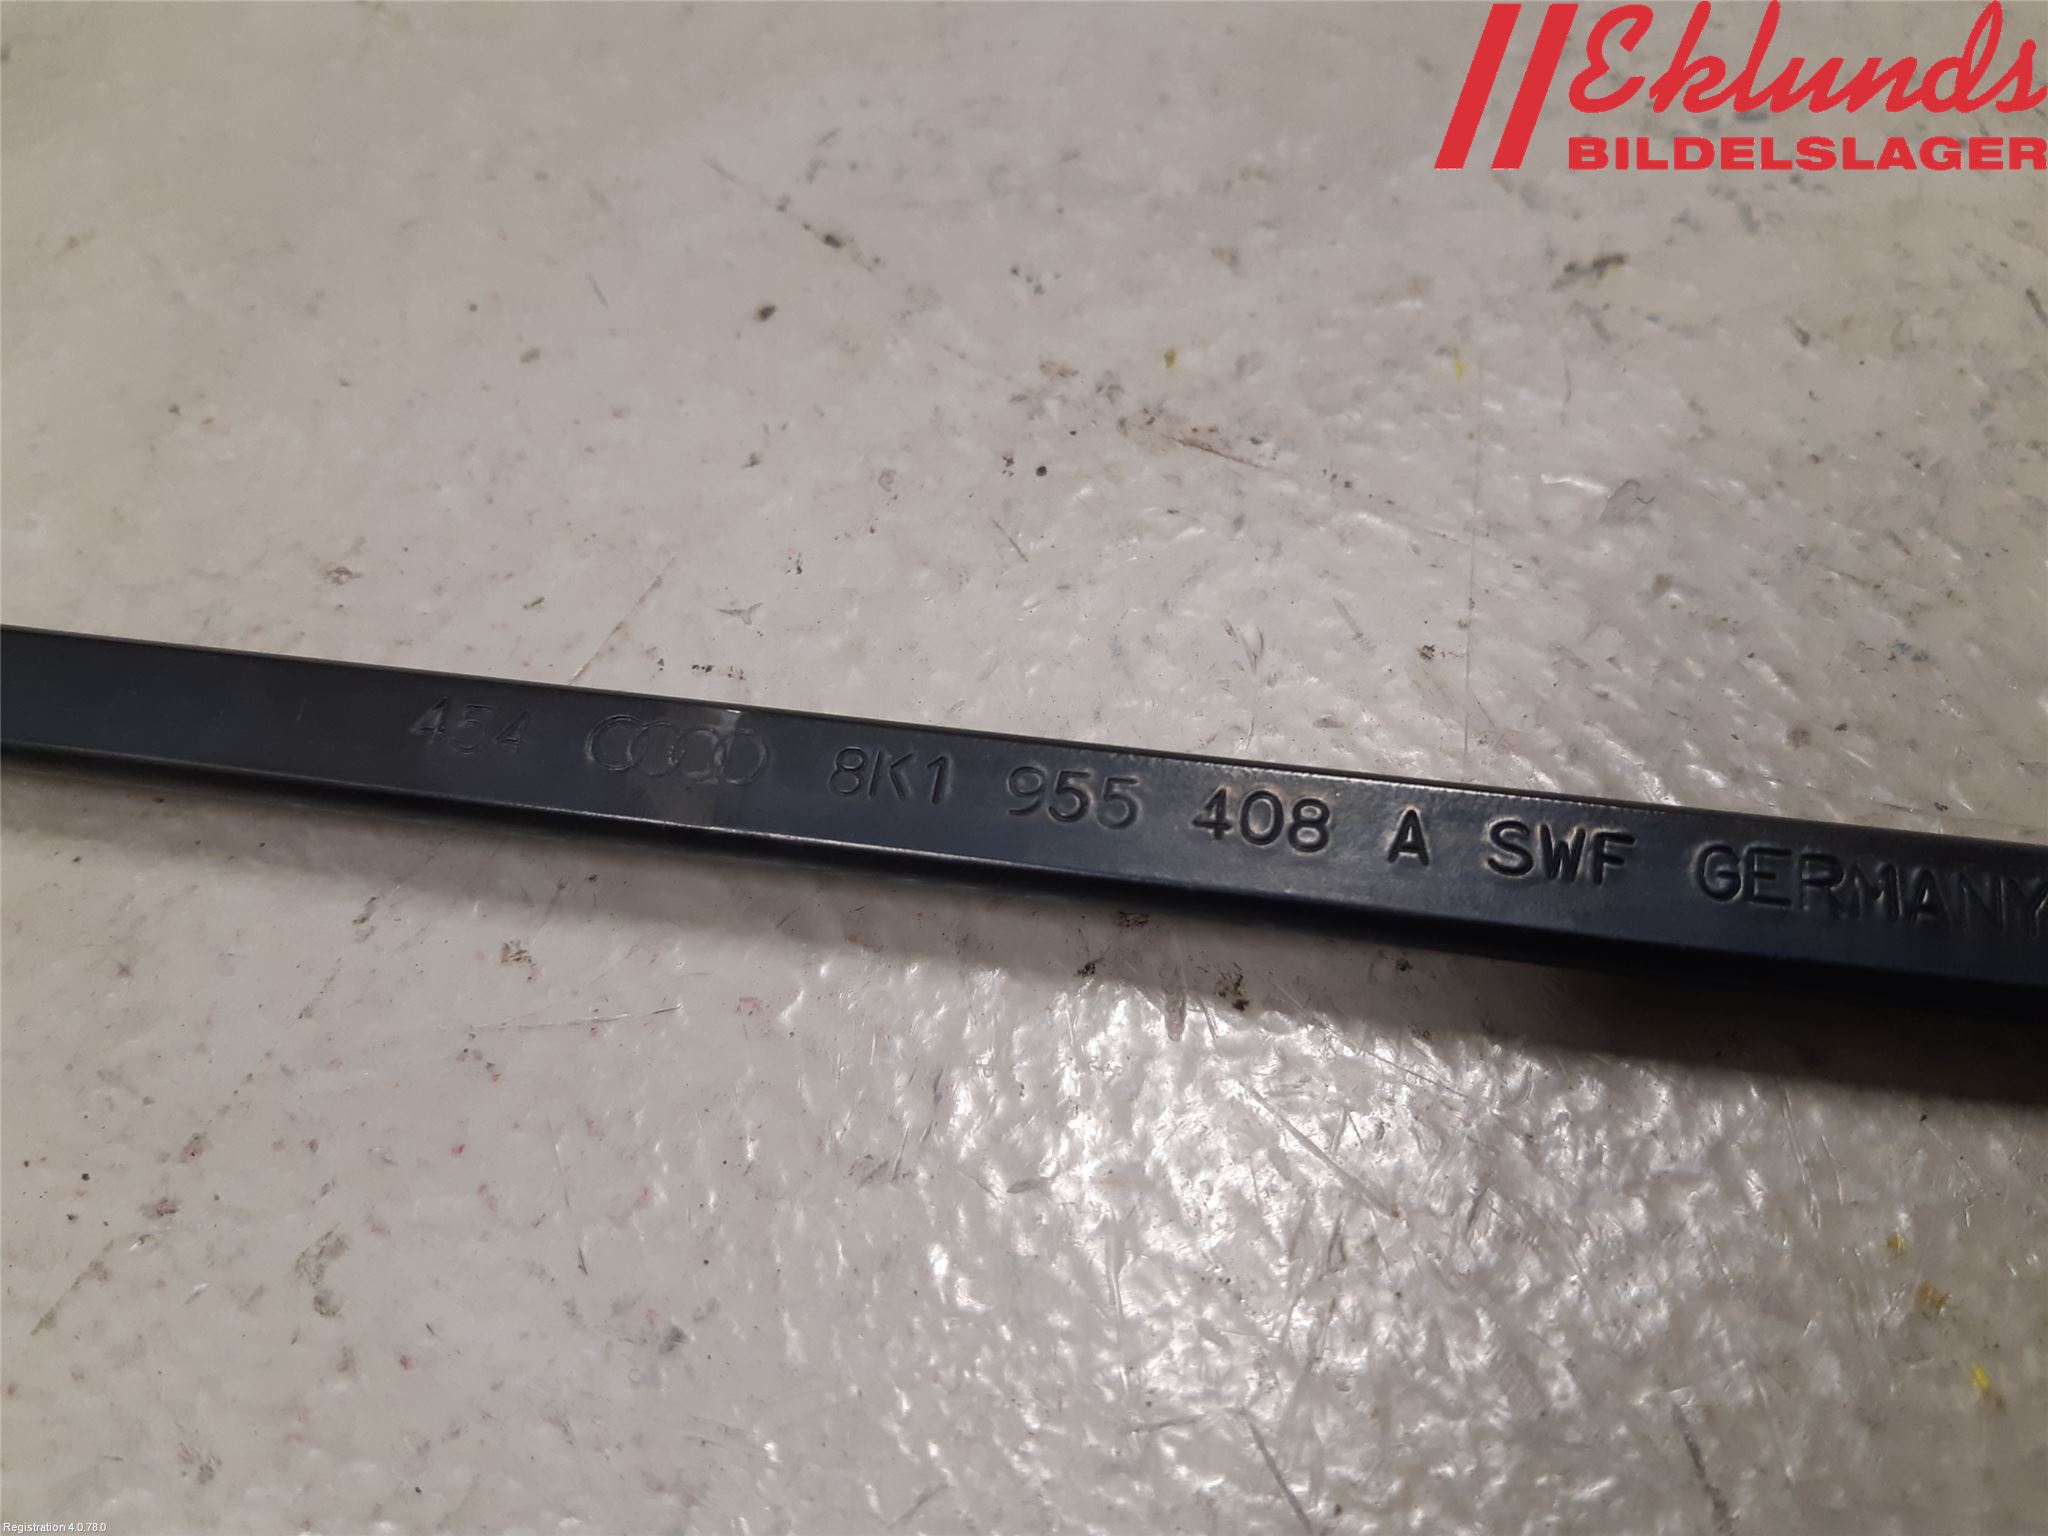 Eklunds
BILDELSLAGER
454 8K1 955 408 A SWF GERMANY
Registration 4.0.78.0